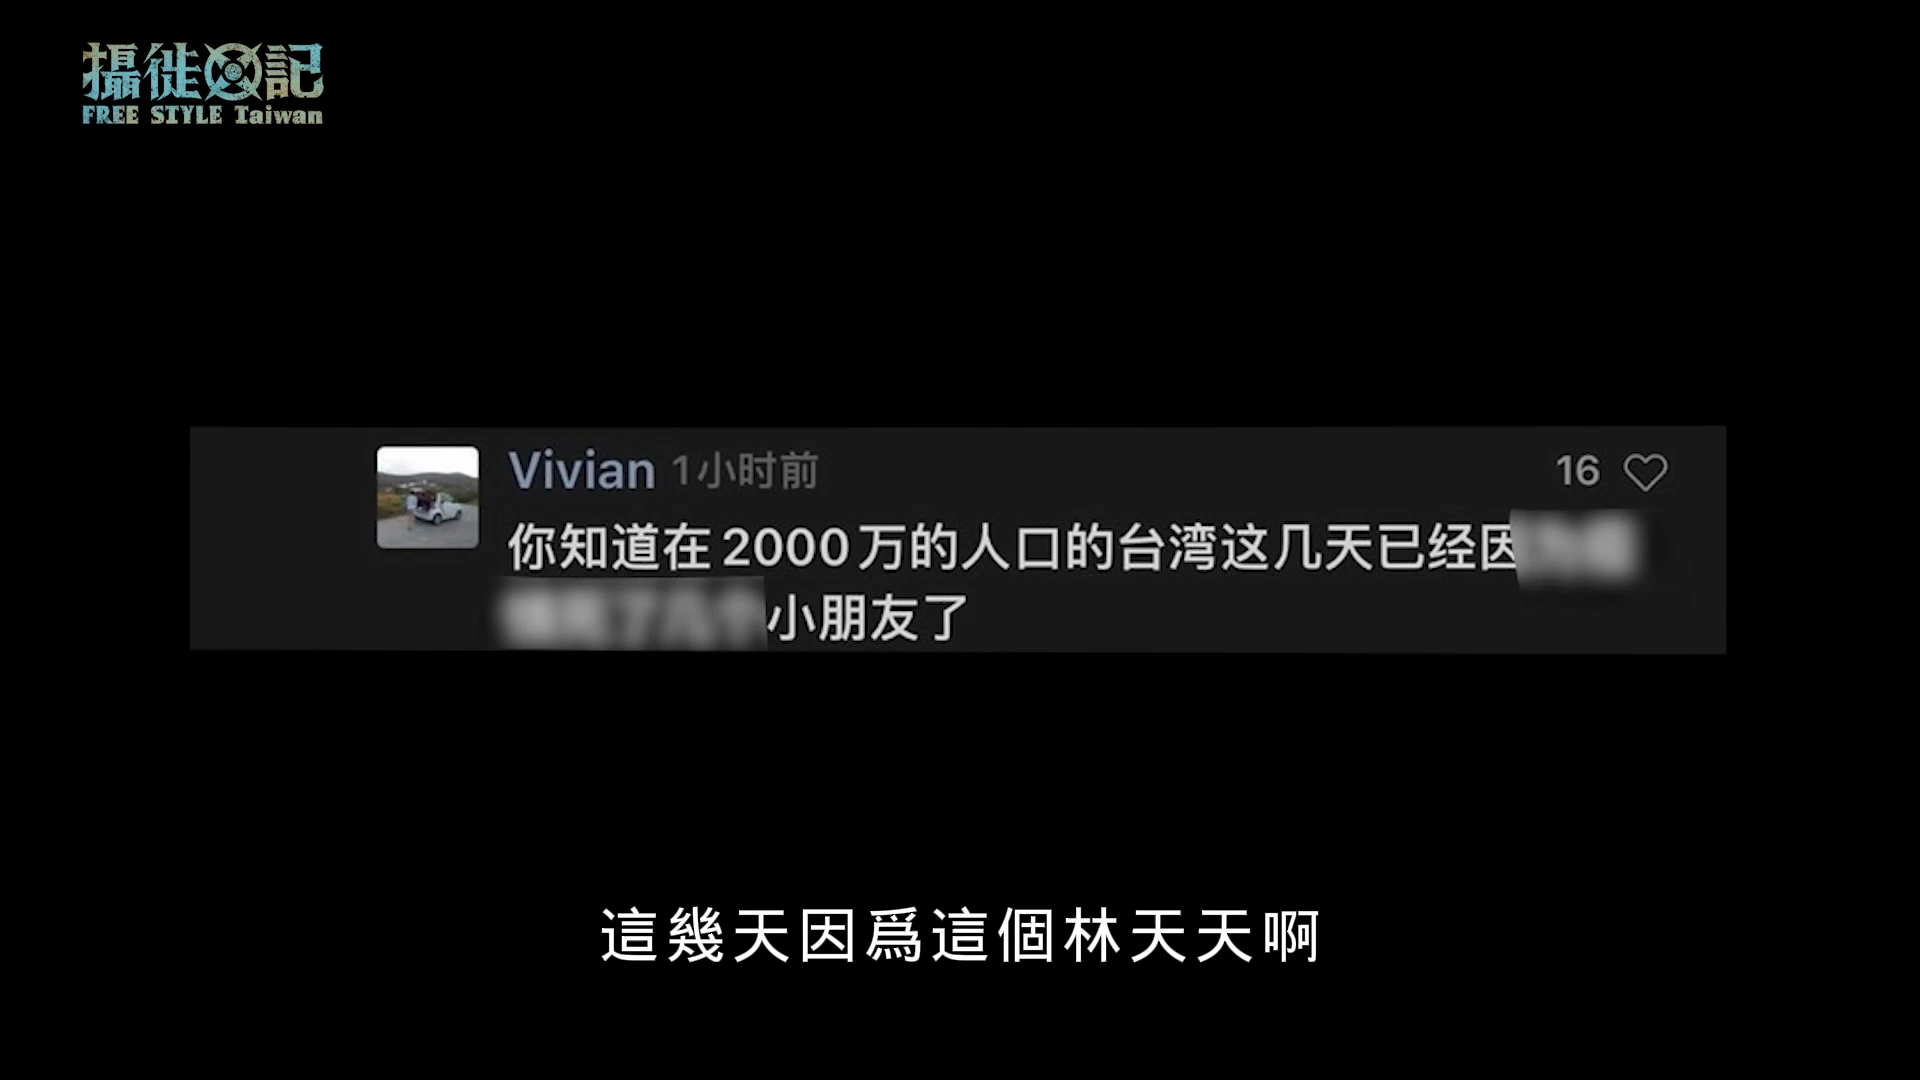 攝徒日記
FREE STYLE Taiwan
Vivian 1小时前 16
你知道在2000万的人口的台湾这几天已经因
小朋友了
這幾天因爲這個林天天啊